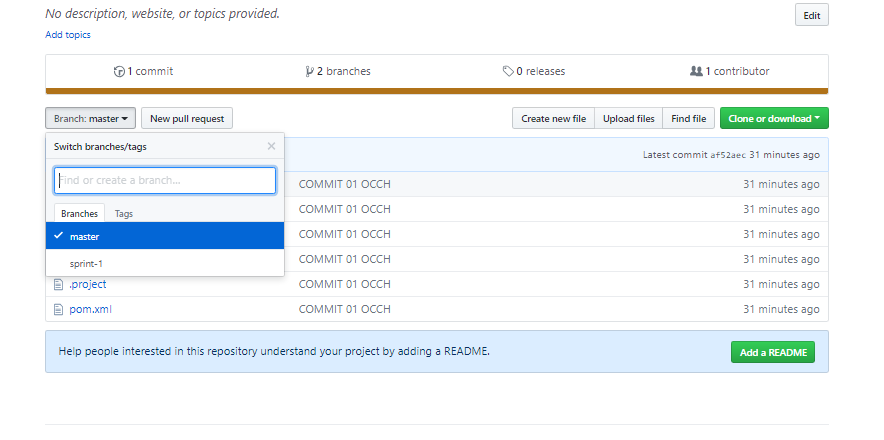 No description, website, or topics provided.
Edit
Add topics
1 commit
2 branches
0 releases
1 contributor
Branch: master
New pull request
Create new file
Upload files
Find file
Clone or download
Switch branches/tags
×
Latest commit af52aec 31 minutes ago
Find or create a branch...
COMMIT 01 OCCH 31 minutes ago
Branches Tags
COMMIT 01 OCCH 31 minutes ago
master
COMMIT 01 OCCH 31 minutes ago
sprint-1
COMMIT 01 OCCH 31 minutes ago
.project COMMIT 01 OCCH 31 minutes ago
pom.xml COMMIT 01 OCCH 31 minutes ago
Help people interested in this repository understand your project by adding a README.
Add a README